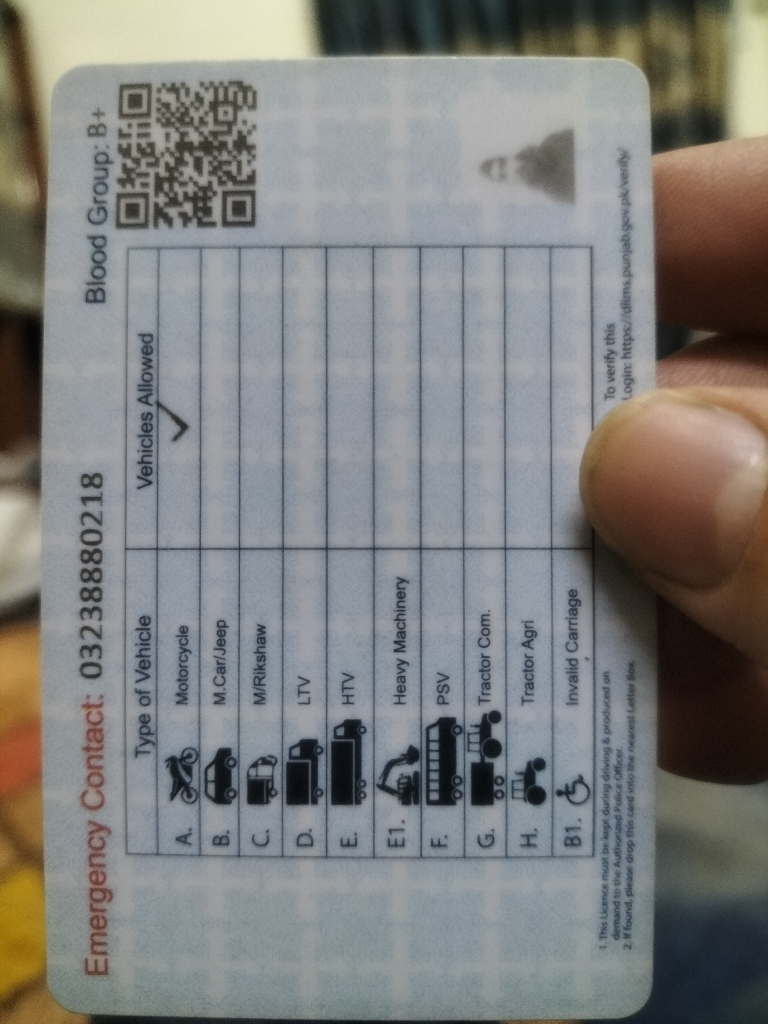 Emergency Contact: 03238880218 Blood Group: B+
Type of Vehicle Vehicles Allowed
A. Motorcycle ✓
B. M.Car/Jeep
C. M/Rikshaw
D. LTV
E. HTV
E1. Heavy Machinery
F. PSV
G. Tractor Com.
H. Tractor Agri
B1. Invalid Carriage
1. This Licence must be kept during driving & produced on
demand to the Authorized Police Officer.
2. If found, please drop this card into the nearest Letter Box.
To verify this
Login: https://dlims.punjab.gov.pk/verify/